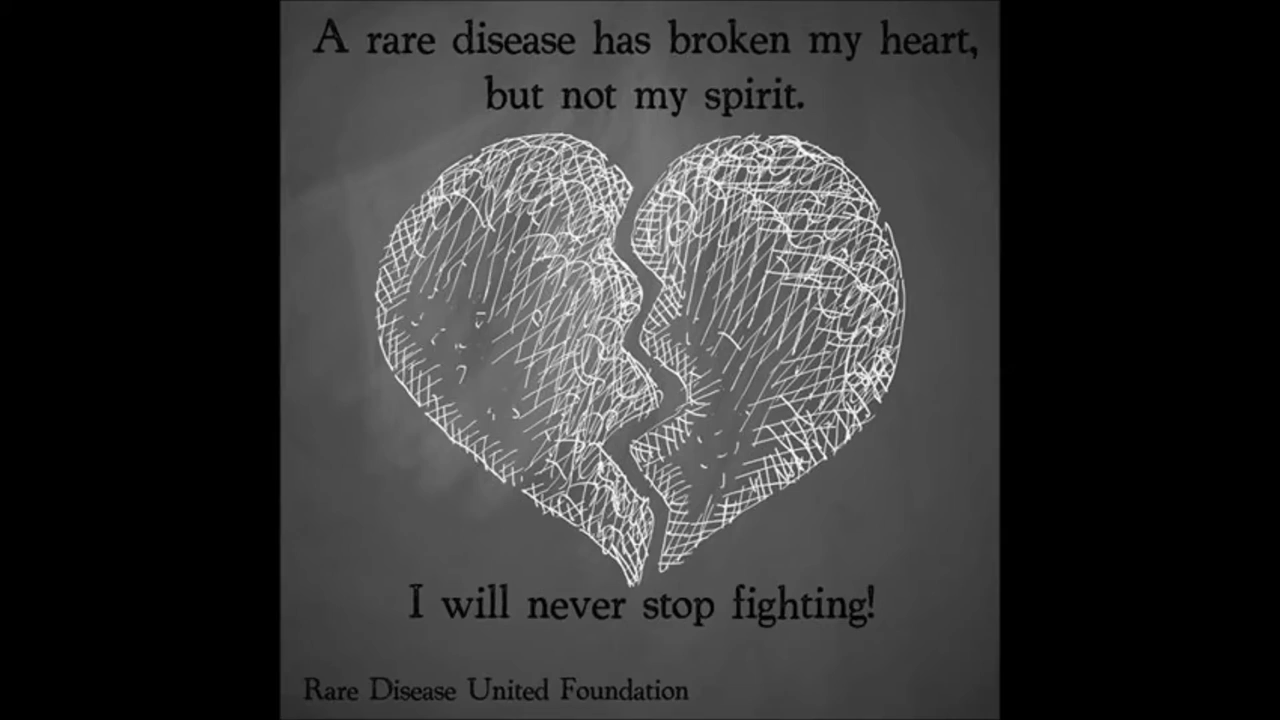 A rare disease has broken my heart,
but not my spirit.
I will never stop fighting!
Rare Disease United Foundation